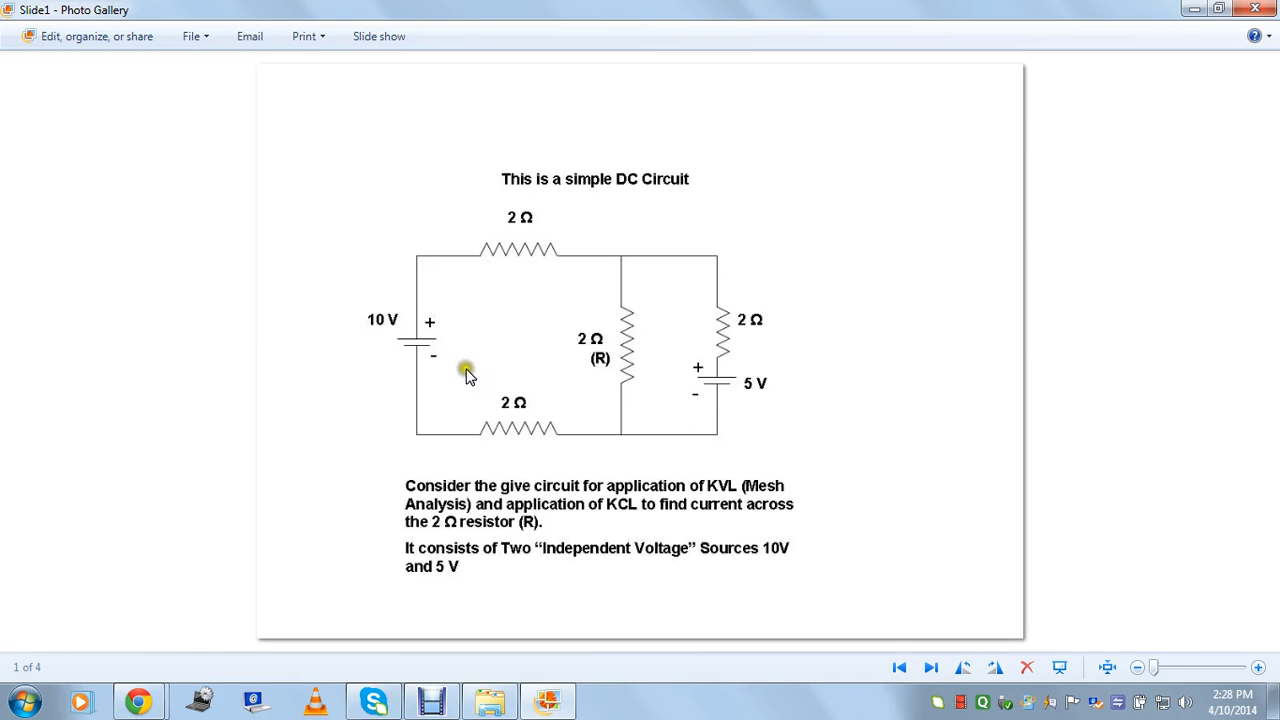 Slide1 - Photo Gallery
Edit, organize, or share File Email Print Slide show
This is a simple DC Circuit
2 Ω
10 V + -
2 Ω
(R)
2 Ω
+ - 5 V
2 Ω
Consider the give circuit for application of KVL (Mesh
Analysis) and application of KCL to find current across
the 2 Ω resistor (R).
It consists of Two “Independent Voltage” Sources 10V
and 5 V
1 of 4
2:28 PM
4/10/2014